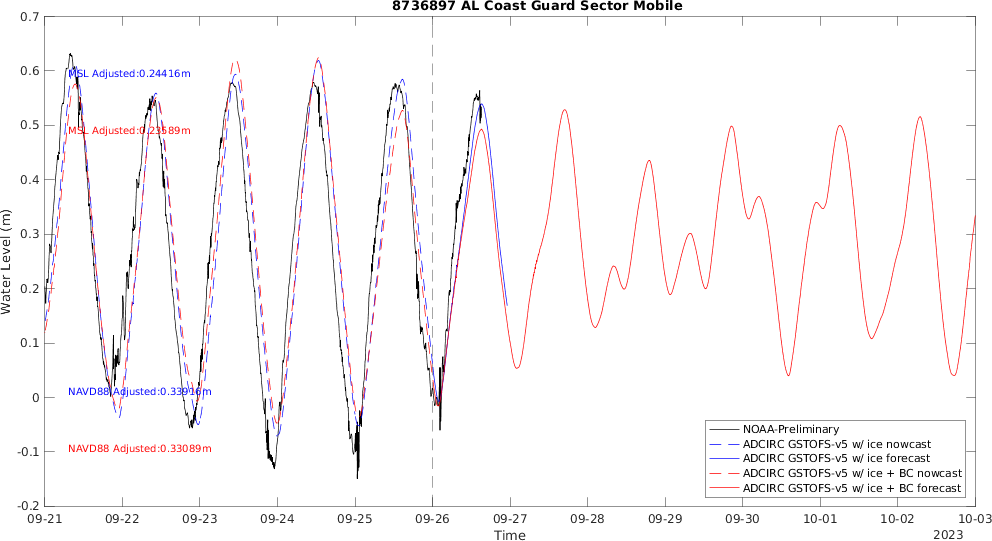 8736897 AL Coast Guard Sector Mobile
0.7
0.6
0.5
0.4
0.3
0.2
0.1
0
-0.1
-0.2
Water Level (m)
MSL Adjusted:0.24416m
MSL Adjusted:0.23589m
NAVD88 Adjusted:0.33916m
NAVD88 Adjusted:0.33089m
NOAA-Preliminary
ADCIRC GSTOFS-v5 w/ ice nowcast
ADCIRC GSTOFS-v5 w/ ice forecast
ADCIRC GSTOFS-v5 w/ ice + BC nowcast
ADCIRC GSTOFS-v5 w/ ice + BC forecast
09-21 09-22 09-23 09-24 09-25 09-26 09-27 09-28 09-29 09-30 10-01 10-02 10-03
Time
2023